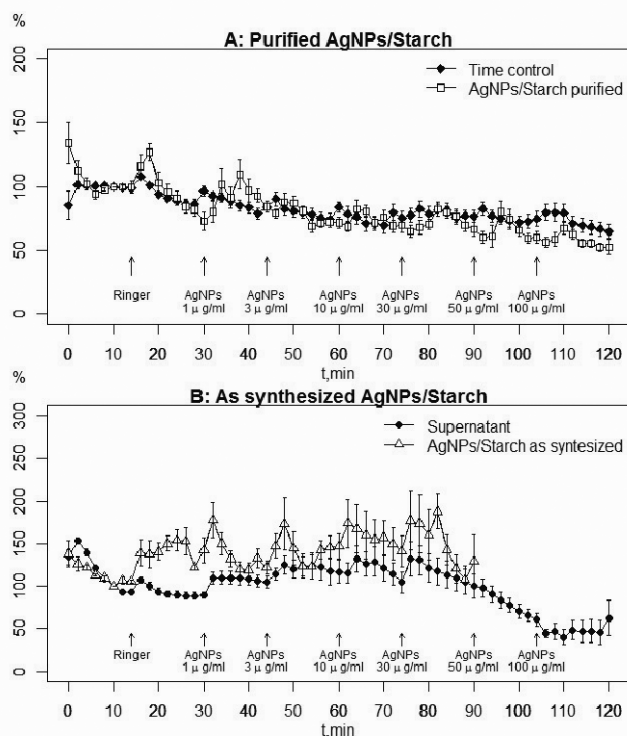 %
A: Purified AgNPs/Starch
200
150
100
50
0
Time control
AgNPs/Starch purified
Ringer
AgNPs
1 µ g/ml
AgNPs
3 µ g/ml
AgNPs
10 µ g/ml
AgNPs
30 µ g/ml
AgNPs
50 µ g/ml
AgNPs
100 µ g/ml
0 10 20 30 40 50 60 70 80 90 100 110 120
t,min
%
B: As synthesized AgNPs/Starch
300
250
200
150
100
50
0
Supernatant
AgNPs/Starch as syntesized
Ringer
AgNPs
1 µ g/ml
AgNPs
3 µ g/ml
AgNPs
10 µ g/ml
AgNPs
30 µ g/ml
AgNPs
50 µ g/ml
AgNPs
100 µ g/ml
0 10 20 30 40 50 60 70 80 90 100 110 120
t,min